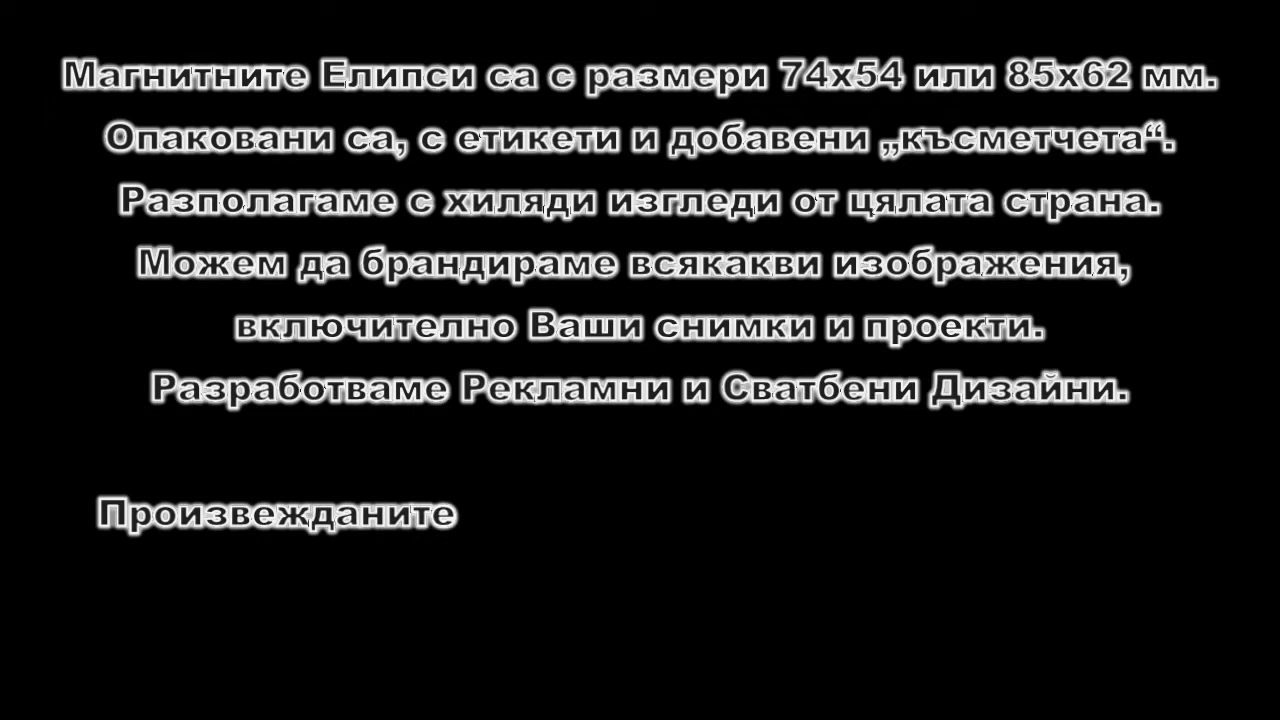 Магнитните Елипси са с размери 74х54 или 85х62 мм.
Опаковани са, с етикети и добавени „късметчета“.
Разполагаме с хиляди изгледи от цялата страна.
Можем да брандираме всякакви изображения,
включително Ваши снимки и проекти.
Разработваме Рекламни и Сватбени Дизайни.
Произвежданите